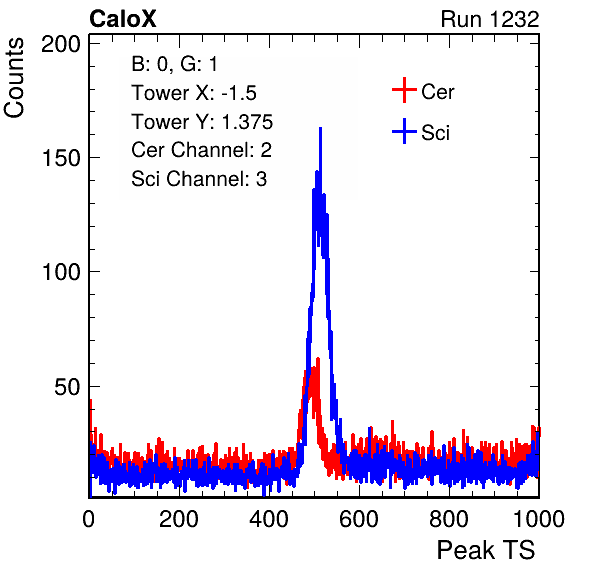 CaloX Run 1232
Counts
200
150
100
50
B: 0, G: 1
Tower X: -1.5
Tower Y: 1.375
Cer Channel: 2
Sci Channel: 3
Cer
Sci
0 200 400 600 800 1000
Peak TS